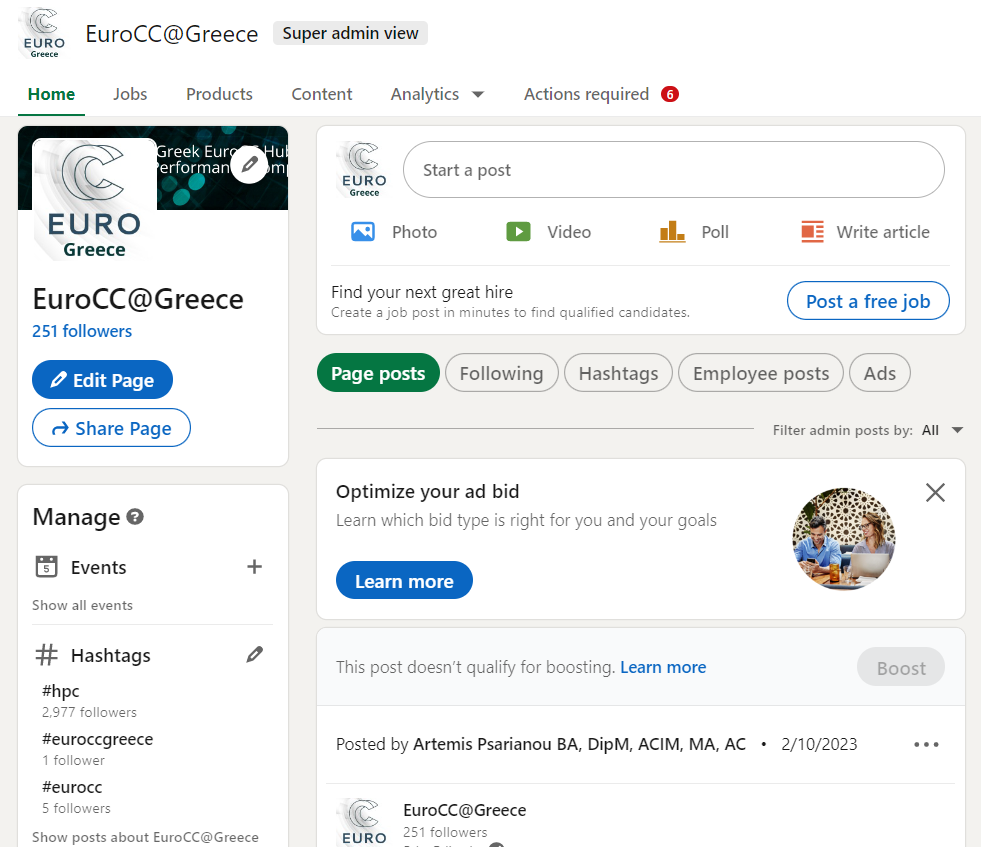 EURO
Greece
EuroCC@Greece
Super admin view
Home
Jobs
Products
Content
Analytics
Actions required
6
Greek Euro
Performan
EURO
Greece
EuroCC@Greece
251 followers
Edit Page
Share Page
Manage
5
Events
Show all events
Hashtags
#hpc
2,977 followers
#euroccgreece
1 follower
#eurocc
5 followers
Show posts about EuroCC@Greece
EURO
Greece
Start a post
Photo
Video
Poll
Write article
Find your next great hire
Create a job post in minutes to find qualified candidates.
Post a free job
Page posts
Following
Hashtags
Employee posts
Ads
Filter admin posts by: All
Optimize your ad bid
Learn which bid type is right for you and your goals
Learn more
This post doesn’t qualify for boosting. Learn more
Boost
Posted by Artemis Psarianou BA, DipM, ACIM, MA, AC • 2/10/2023
EURO
EuroCC@Greece
251 followers